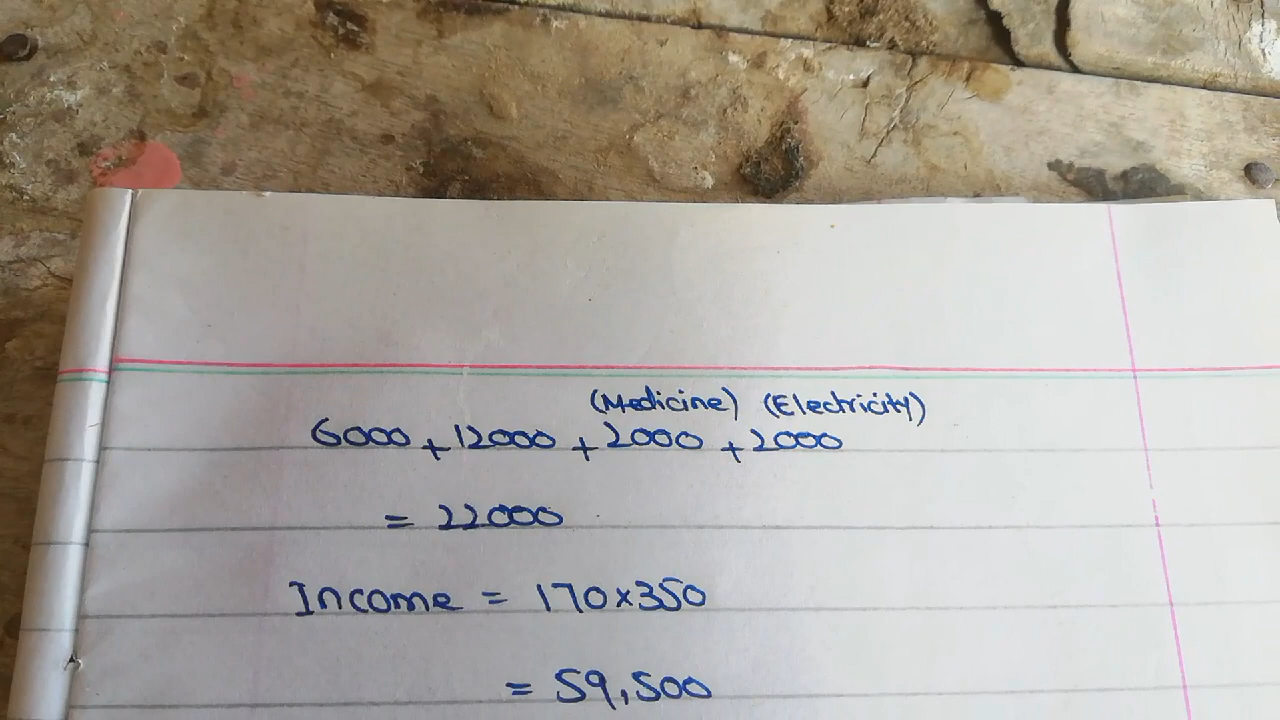 (Medicine) (Electricity)
6000 + 12000 + 2000 + 2000
= 22000
Income = 170x350
= 59,500